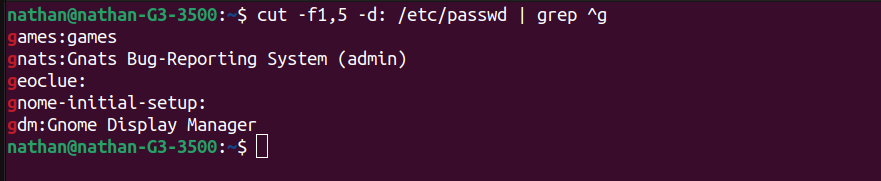 nathan@nathan-G3-3500:~$ cut -f1,5 -d: /etc/passwd | grep ^g
games:games
gnats:Gnats Bug-Reporting System (admin)
geoclue:
gnome-initial-setup:
gdm:Gnome Display Manager
nathan@nathan-G3-3500:~$